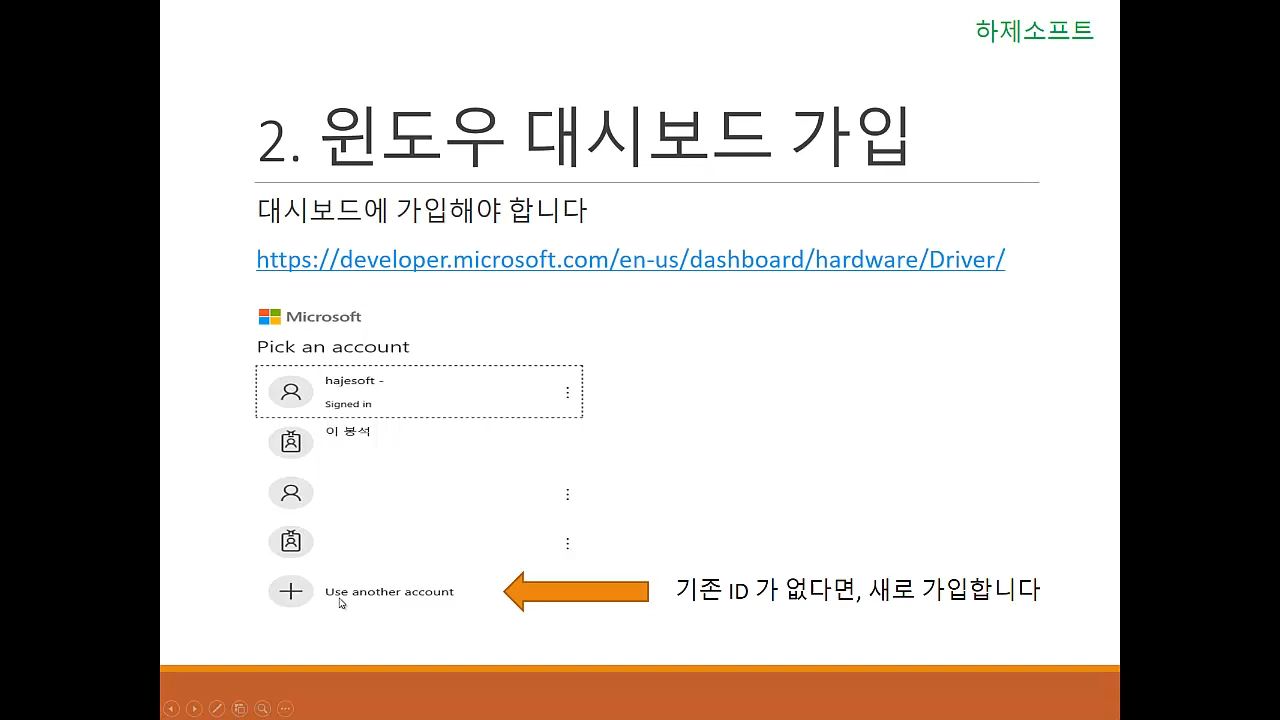 하제소프트
2. 윈도우 대시보드 가입
대시보드에 가입해야 합니다
https://developer.microsoft.com/en-us/dashboard/hardware/Driver/
Microsoft
Pick an account
hajesoft -
Signed in
이 봉석
Use another account
기존 ID 가 없다면, 새로 가입합니다